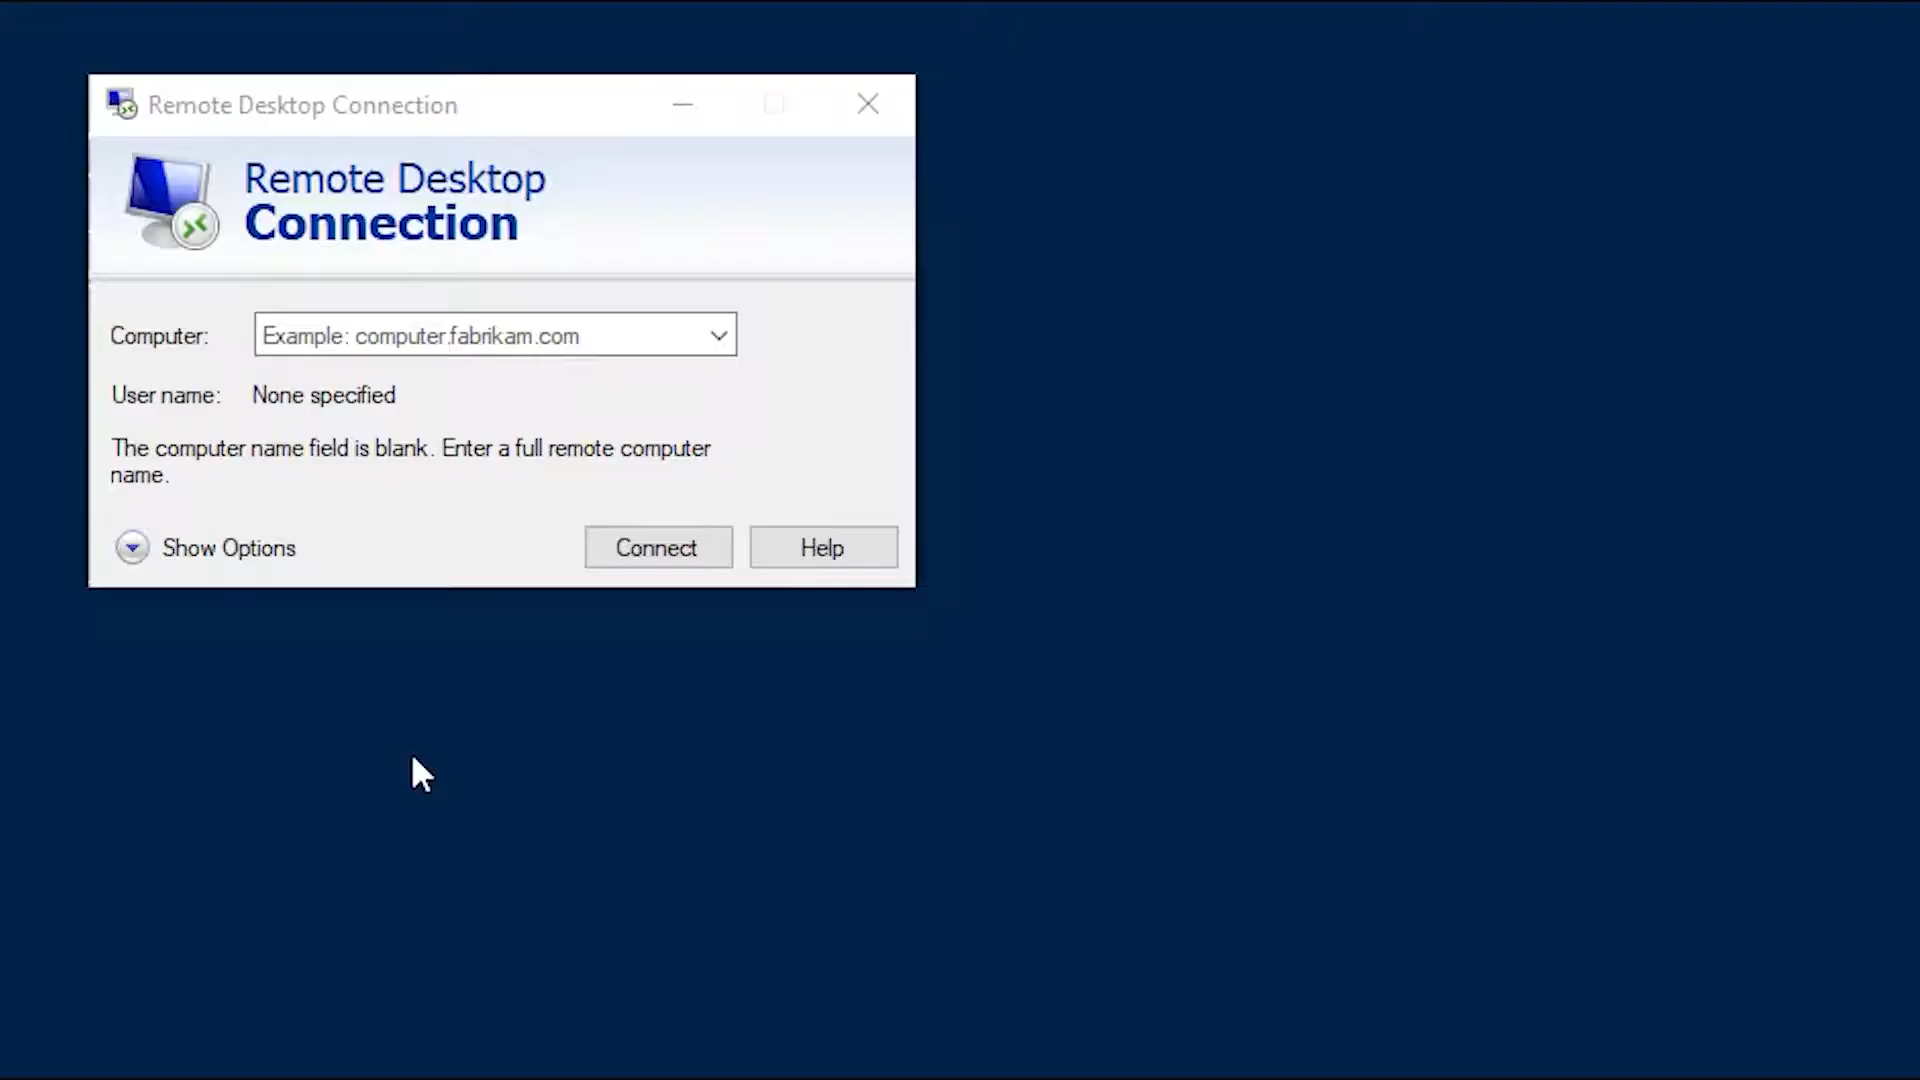 Remote Desktop Connection
Remote Desktop
Connection
Computer: Example: computer.fabrikam.com
User name: None specified
The computer name field is blank. Enter a full remote computer
name.
Show Options Connect Help